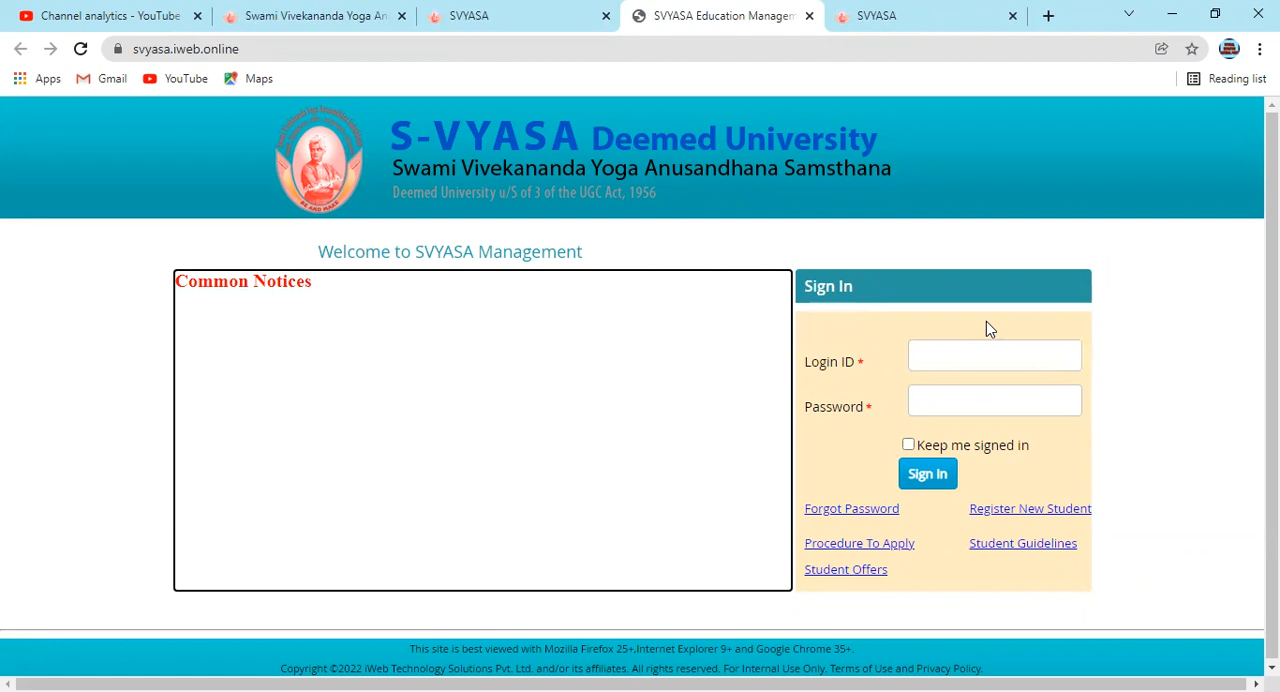 Channel analytics - YouTube
Swami Vivekananda Yoga An
SVYASA
SVYASA Education Managem
SVYASA
svyasa.iweb.online
Apps
Gmail
YouTube
Maps
Reading list
BE AND MAKE
S-VYASA Deemed University
Swami Vivekananda Yoga Anusandhana Samsthana
Deemed University u/S of 3 of the UGC Act, 1956
Welcome to SVYASA Management
Common Notices
Sign In
Login ID *
Password *
Keep me signed in
Sign In
Forgot Password
Register New Student
Procedure To Apply
Student Guidelines
Student Offers
This site is best viewed with Mozilla Firefox 25+,Internet Explorer 9+ and Google Chrome 35+.
Copyright ©2022 iWeb Technology Solutions Pvt. Ltd. and/or its affiliates. All rights reserved. For Internal Use Only. Terms of Use and Privacy Policy.